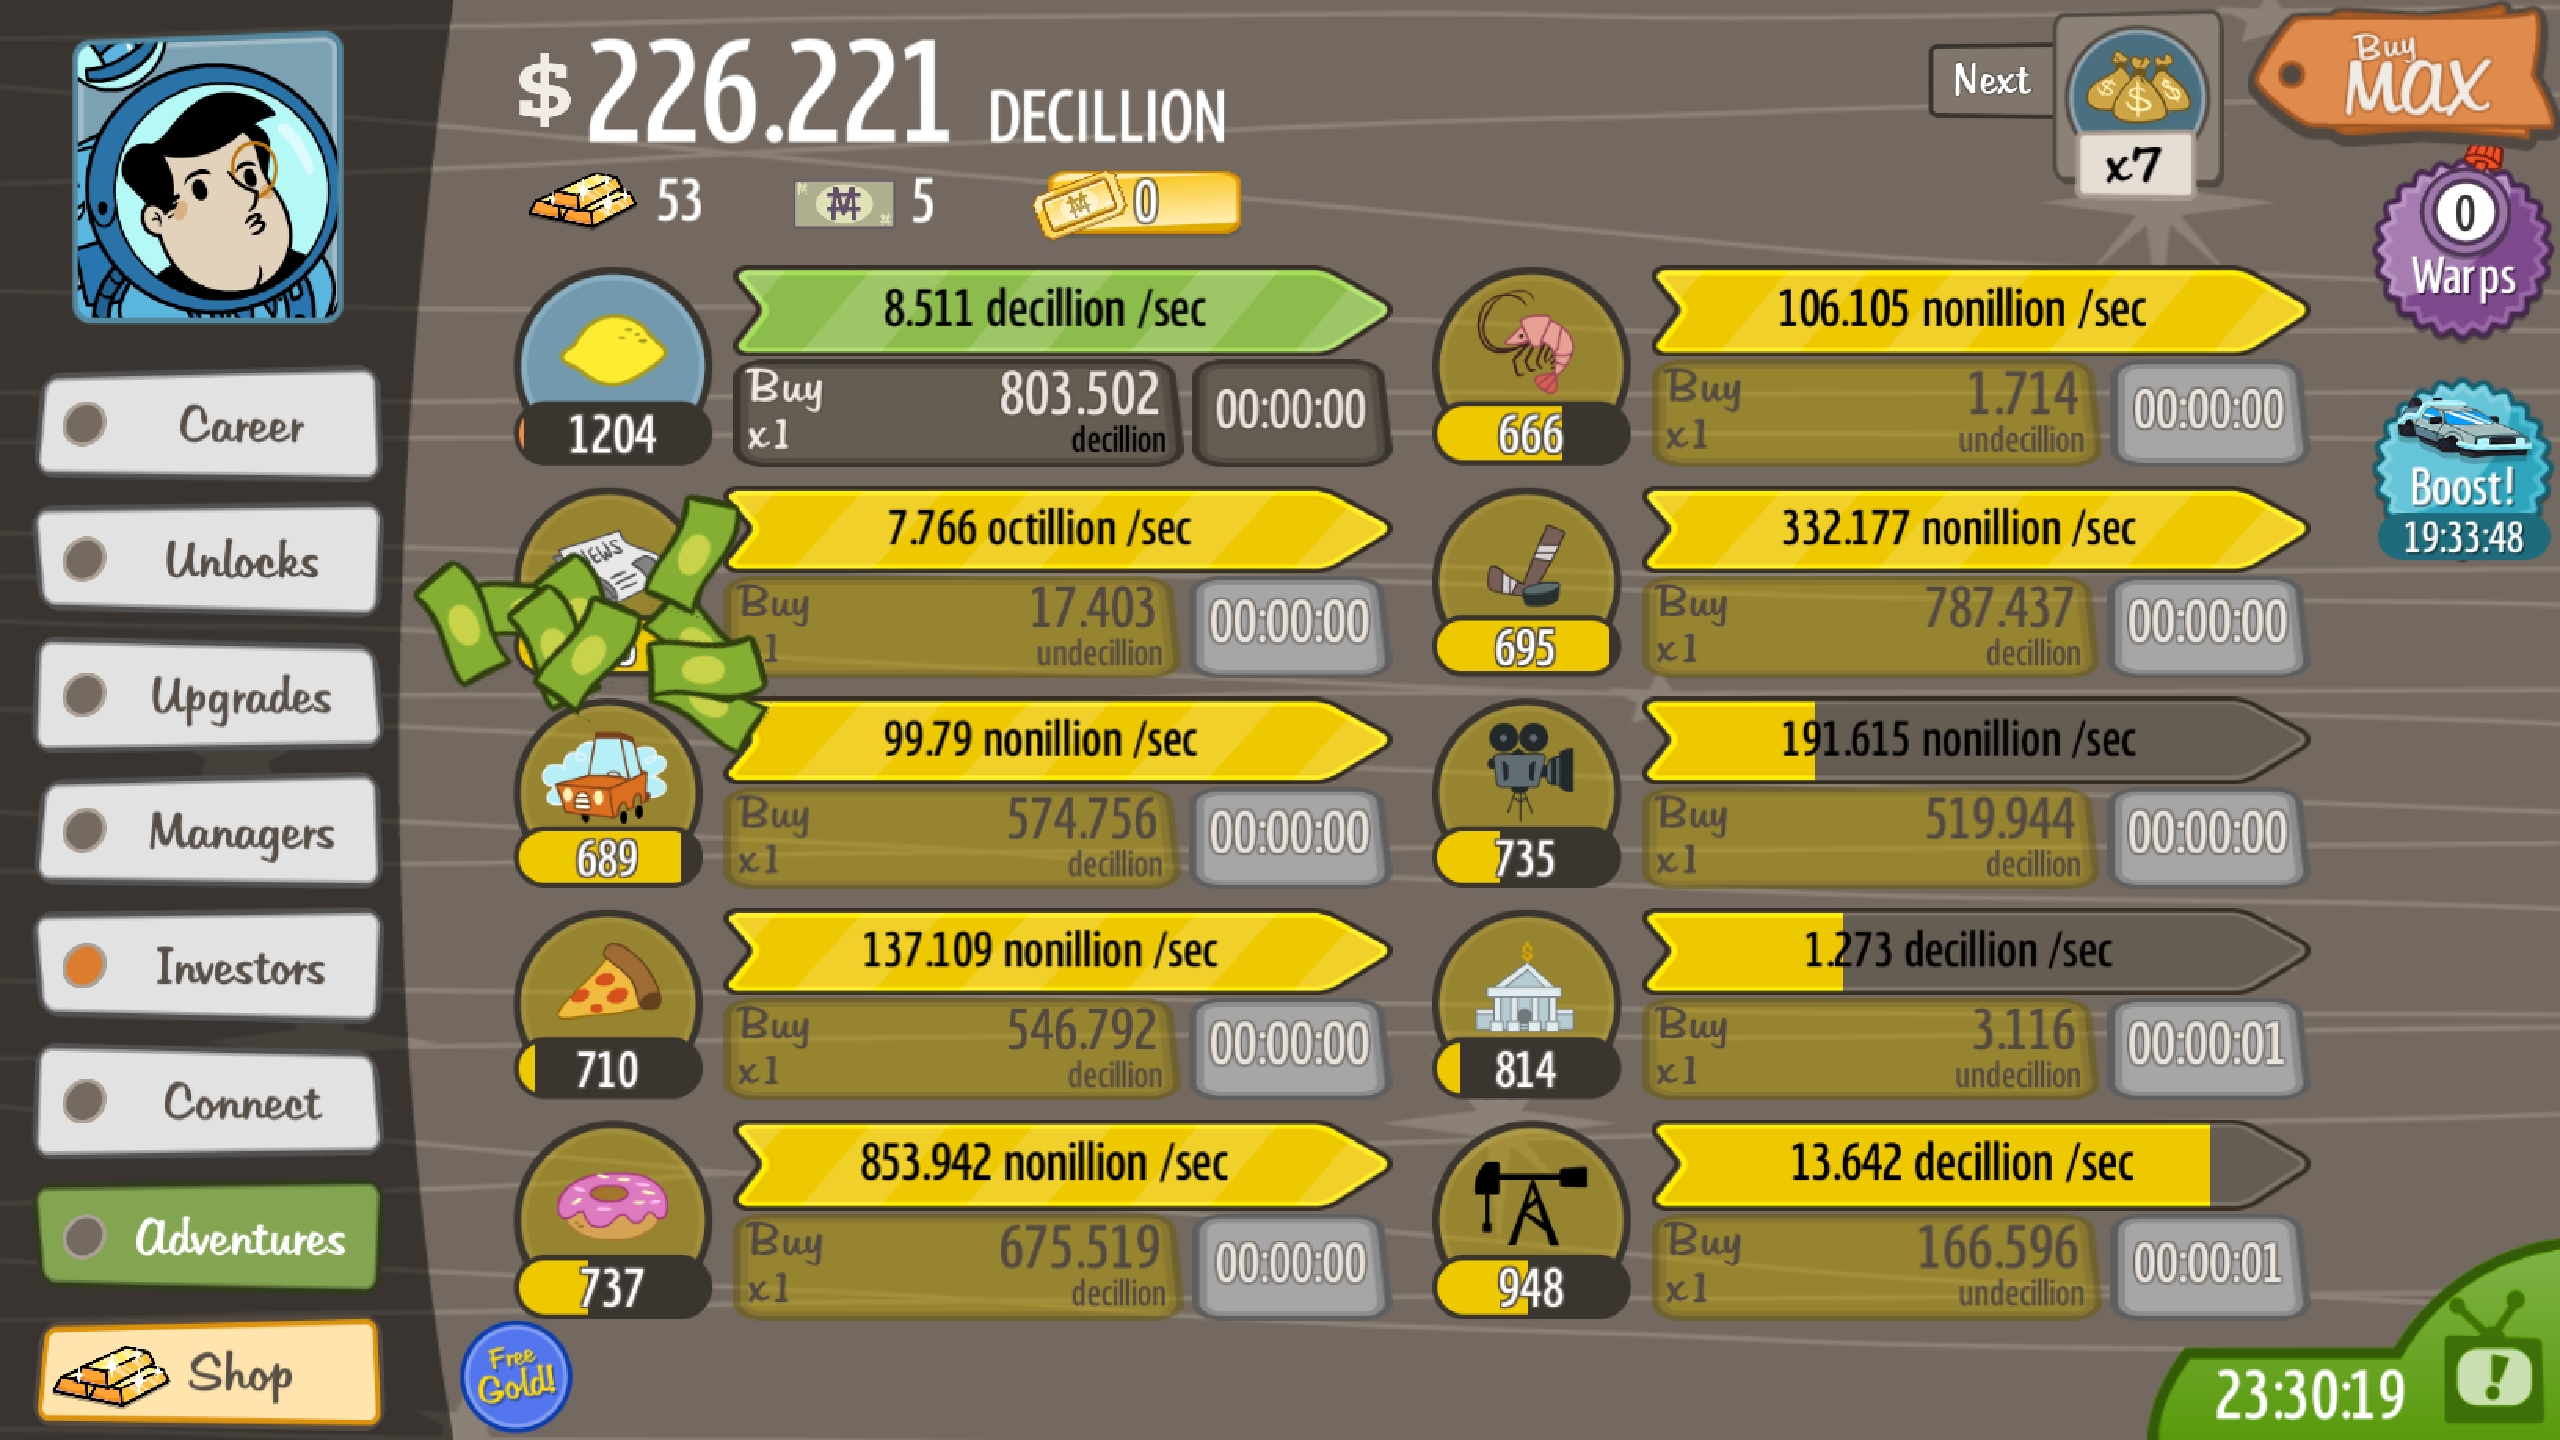 $226.221 DECILLION
53
5
0
Next
x7
Buy
MAX
0
Warps
Boost!
19:33:48
Career
Unlocks
Upgrades
Managers
Investors
Connect
Adventures
Shop
8.511 decillion /sec
1204
Buy
x1
803.502
decillion
00:00:00
NEWS
7.766 octillion /sec
Buy
17.403
undecillion
00:00:00
99.79 nonillion /sec
689
Buy
x1
574.756
decillion
00:00:00
137.109 nonillion /sec
710
Buy
x1
546.792
decillion
00:00:00
853.942 nonillion /sec
737
Buy
x1
675.519
decillion
00:00:00
106.105 nonillion /sec
666
Buy
x1
1.714
undecillion
00:00:00
332.177 nonillion /sec
695
Buy
x1
787.437
decillion
00:00:00
191.615 nonillion /sec
735
Buy
x1
519.944
decillion
00:00:00
1.273 decillion /sec
814
Buy
x1
3.116
undecillion
00:00:01
13.642 decillion /sec
948
Buy
x1
166.596
undecillion
00:00:01
Free
Gold!
23:30:19